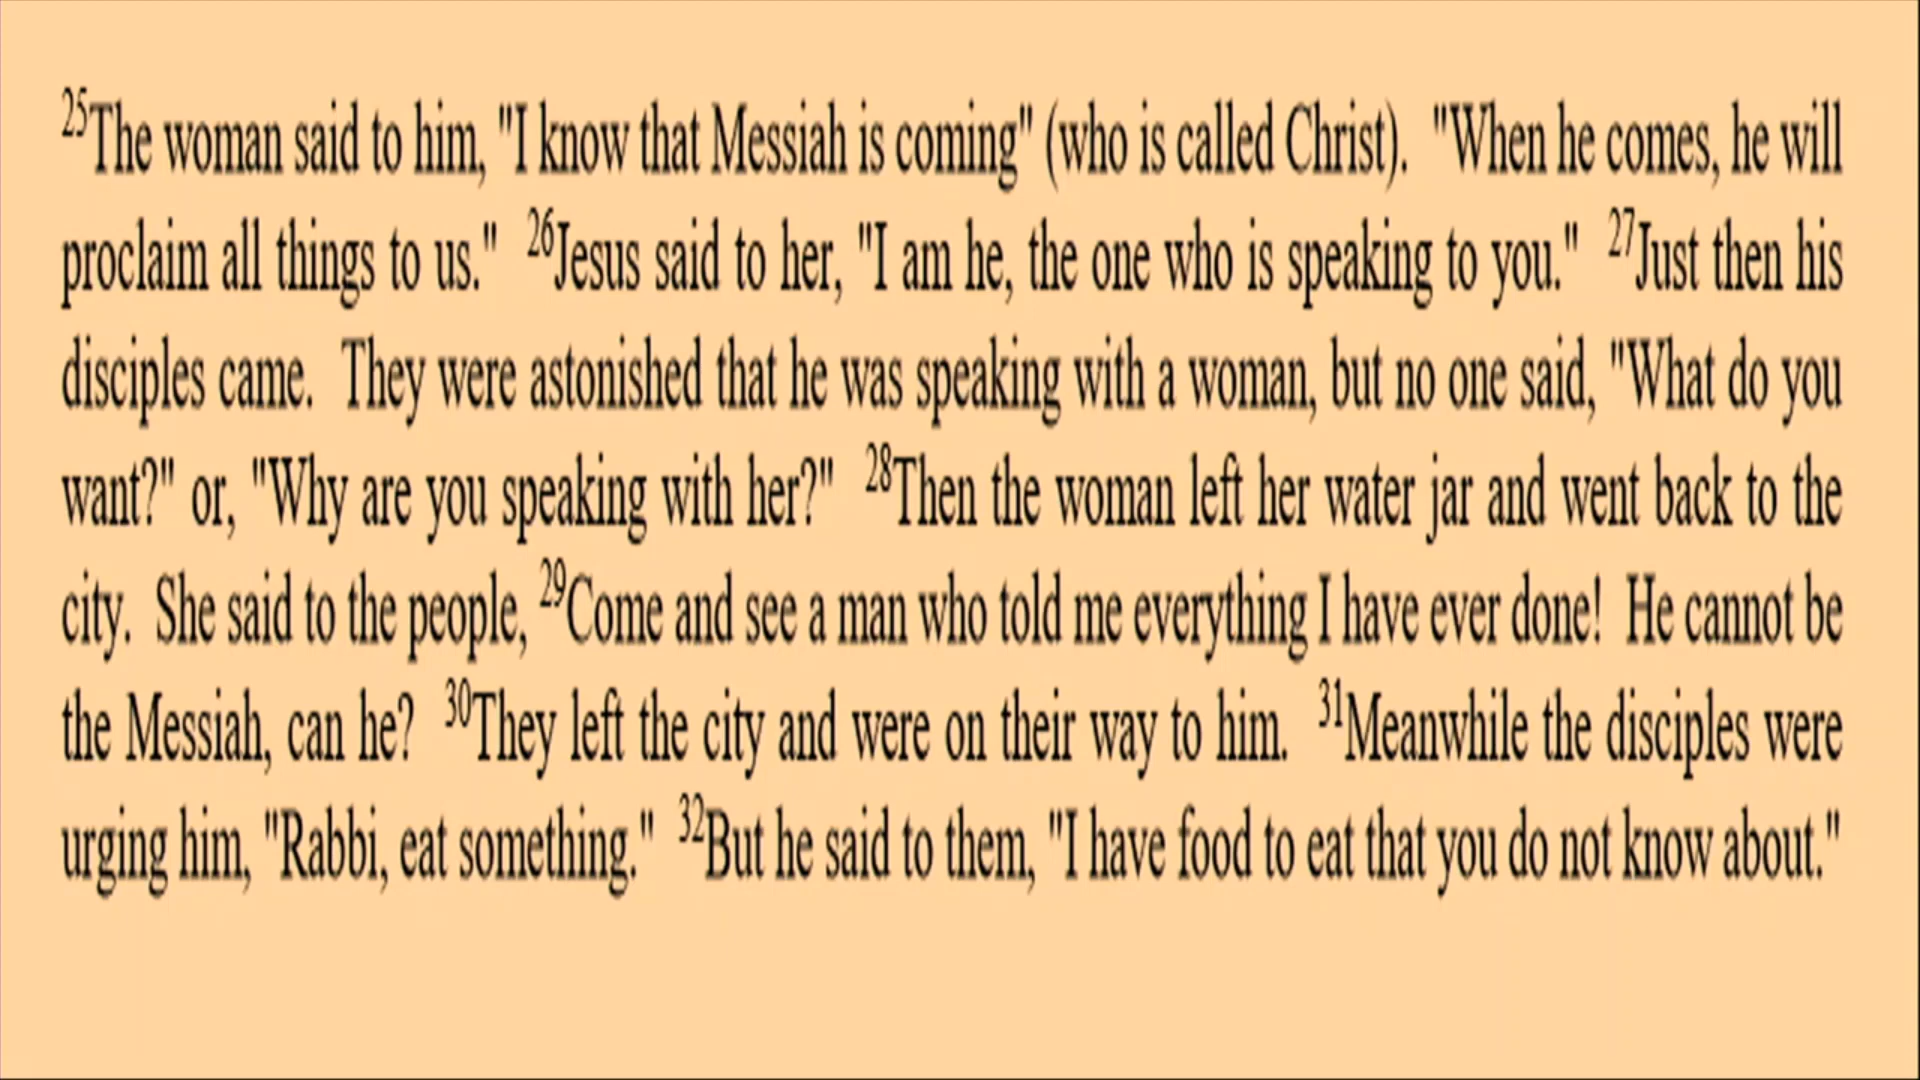 25The woman said to him, "I know that Messiah is coming" (who is called Christ).  "When he comes, he will
proclaim all things to us."  26Jesus said to her, "I am he, the one who is speaking to you."  27Just then his
disciples came.  They were astonished that he was speaking with a woman, but no one said, "What do you
want?" or, "Why are you speaking with her?"  28Then the woman left her water jar and went back to the
city.  She said to the people, 29Come and see a man who told me everything I have ever done!  He cannot be
the Messiah, can he?  30They left the city and were on their way to him.  31Meanwhile the disciples were
urging him, "Rabbi, eat something."  32But he said to them, "I have food to eat that you do not know about."